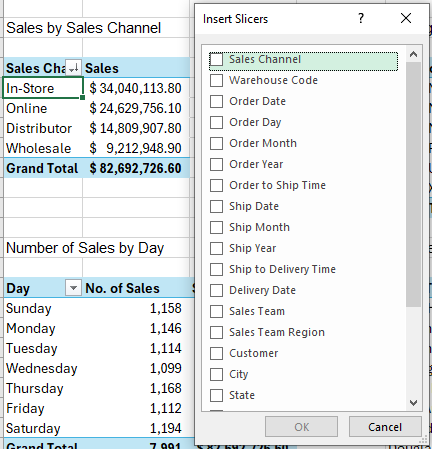 Sales by Sales Channel
Sales Cha Sales
In-Store $ 34,040,113.80
Online $ 24,629,756.10
Distributor $ 14,809,907.80
Wholesale $ 9,212,948.90
Grand Total $ 82,692,726.60
Number of Sales by Day
Day No. of Sales
Sunday 1,158
Monday 1,146
Tuesday 1,114
Wednesday 1,099
Thursday 1,168
Friday 1,112
Saturday 1,194
Grand Total 7,991
Insert Slicers ? ×
Sales Channel
Warehouse Code
Order Date
Order Day
Order Month
Order Year
Order to Ship Time
Ship Date
Ship Month
Ship Year
Ship to Delivery Time
Delivery Date
Sales Team
Sales Team Region
Customer
City
State
OK Cancel